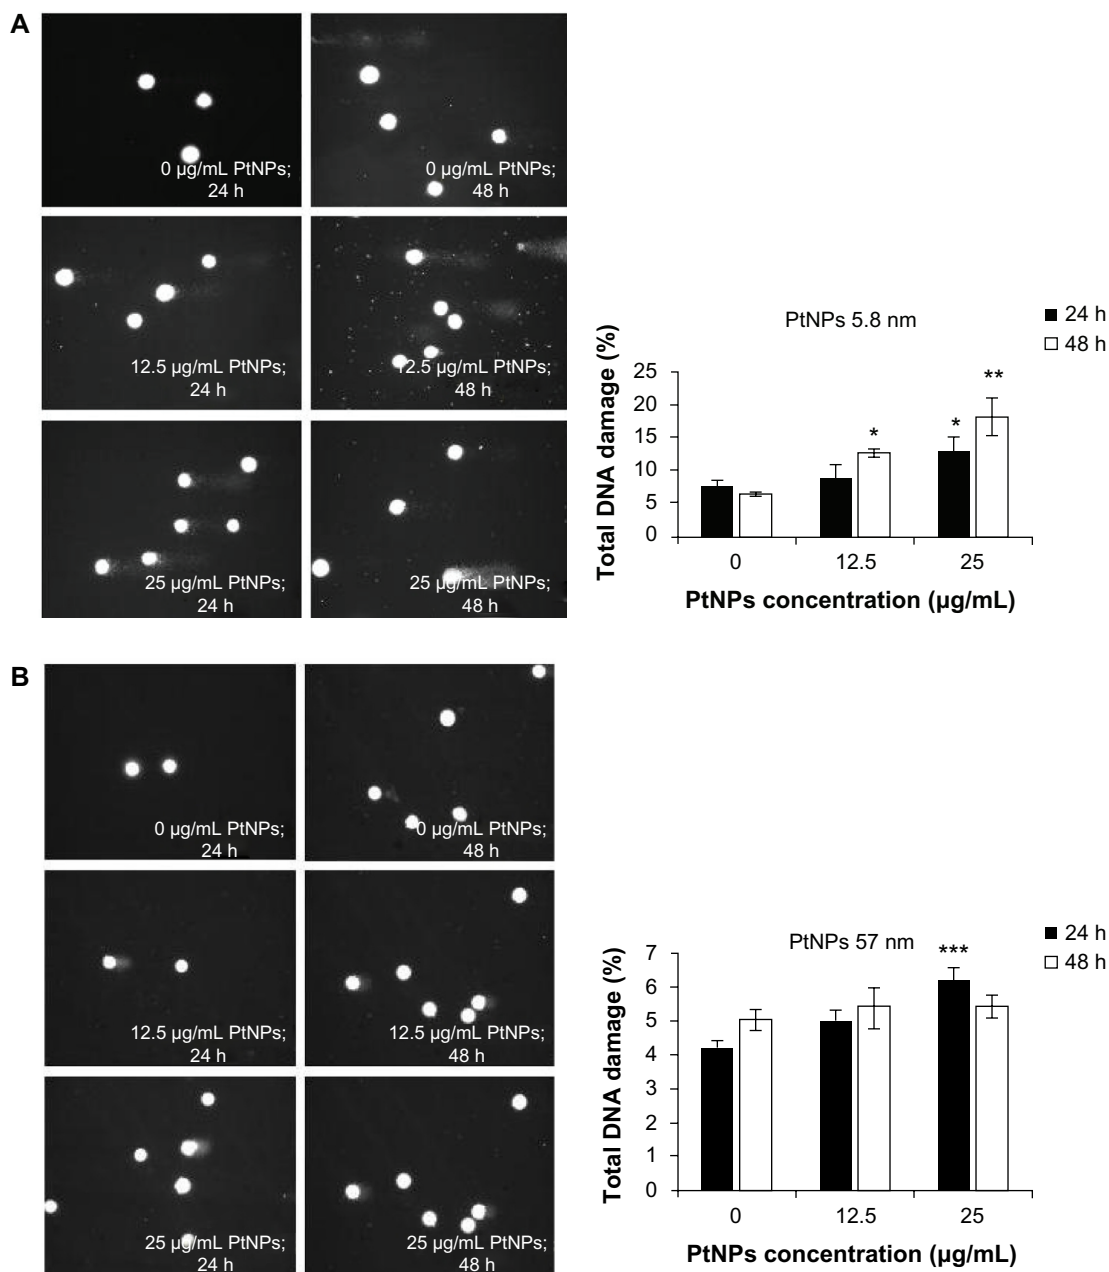 A
0 µg/mL PtNPs;
24 h
0 µg/mL PtNPs;
48 h
12.5 µg/mL PtNPs;
24 h
12.5 µg/mL PtNPs;
48 h
25 µg/mL PtNPs;
24 h
25 µg/mL PtNPs;
48 h
PtNPs 5.8 nm
24 h
48 h
Total DNA damage (%)
25
20
15
10
5
0
*
*
**
0
12.5
25
PtNPs concentration (µg/mL)
B
0 µg/mL PtNPs;
24 h
0 µg/mL PtNPs;
48 h
12.5 µg/mL PtNPs;
24 h
12.5 µg/mL PtNPs;
48 h
25 µg/mL PtNPs;
24 h
25 µg/mL PtNPs;
48 h
PtNPs 57 nm
24 h
48 h
Total DNA damage (%)
7
6
5
4
3
2
1
0
***
0
12.5
25
PtNPs concentration (µg/mL)